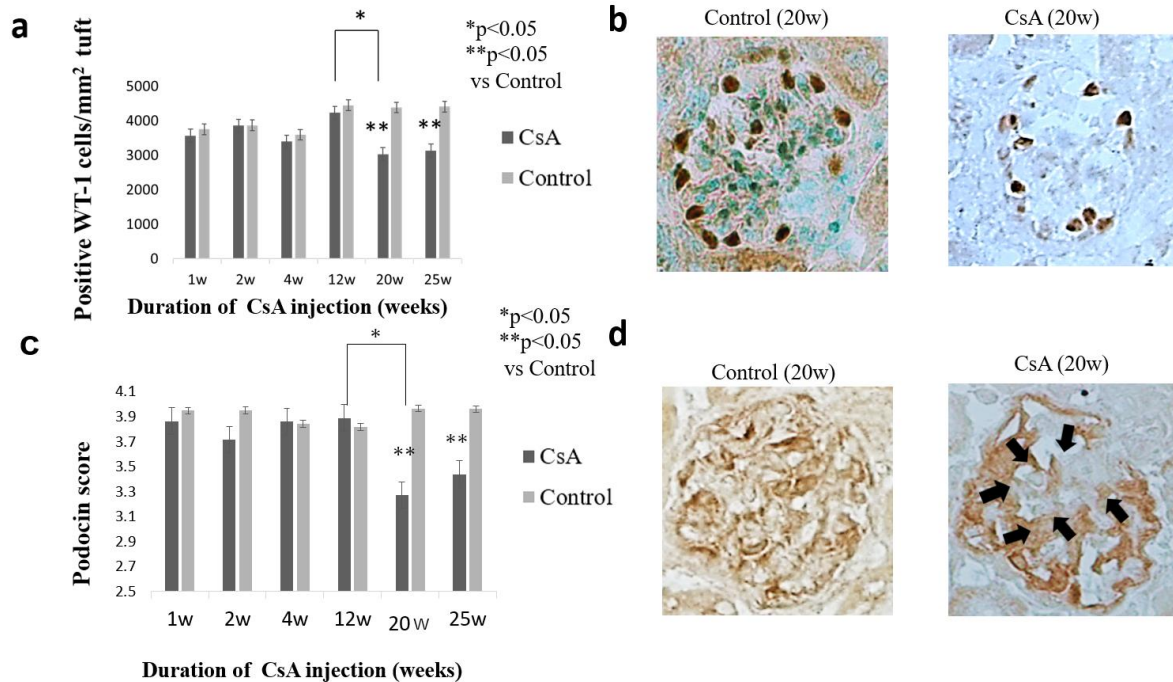 a
*
*p<0.05
**p<0.05
vs Control
Positive WT-1 cells/mm² tuft
5000
4000
3000
2000
1000
0
**
**
CsA
Control
1w
2w
4w
12w
20w
25w
Duration of CsA injection (weeks)
b
Control (20w)
CsA (20w)
c
*
*p<0.05
**p<0.05
vs Control
Podocin score
4.1
3.9
3.7
3.5
3.3
3.1
2.9
2.7
2.5
**
**
CsA
Control
1w
2w
4w
12w
20w
25w
Duration of CsA injection (weeks)
d
Control (20w)
CsA (20w)